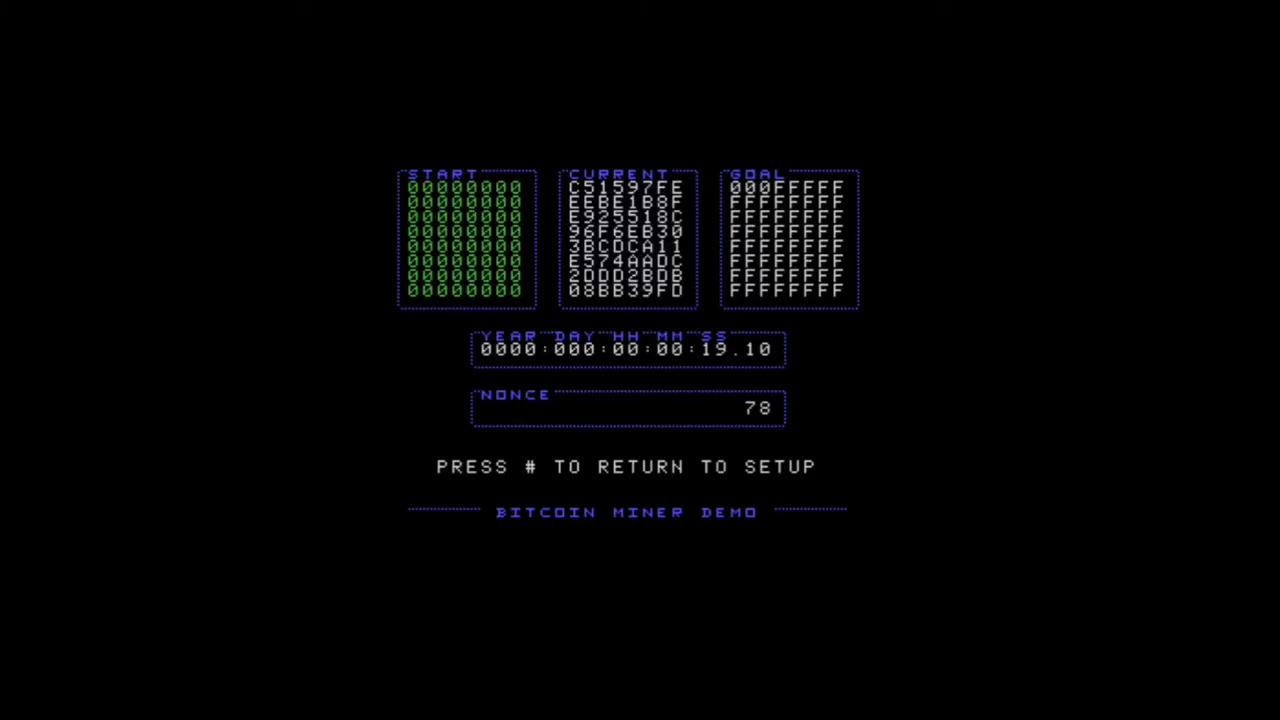 START CURRENT GOAL
00000000 C51597FE 000FFFFF
00000000 EEBE1B8F FFFFFFFF
00000000 E925518C FFFFFFFF
00000000 96F6EB30 FFFFFFFF
00000000 3BCDCA11 FFFFFFFF
00000000 E574AADC FFFFFFFF
00000000 2DDD2BDB FFFFFFFF
00000000 08BB39FD FFFFFFFF
YEAR DAY HH MM SS
0000:000:00:00:19.10
NONCE
78
PRESS # TO RETURN TO SETUP
BITCOIN MINER DEMO